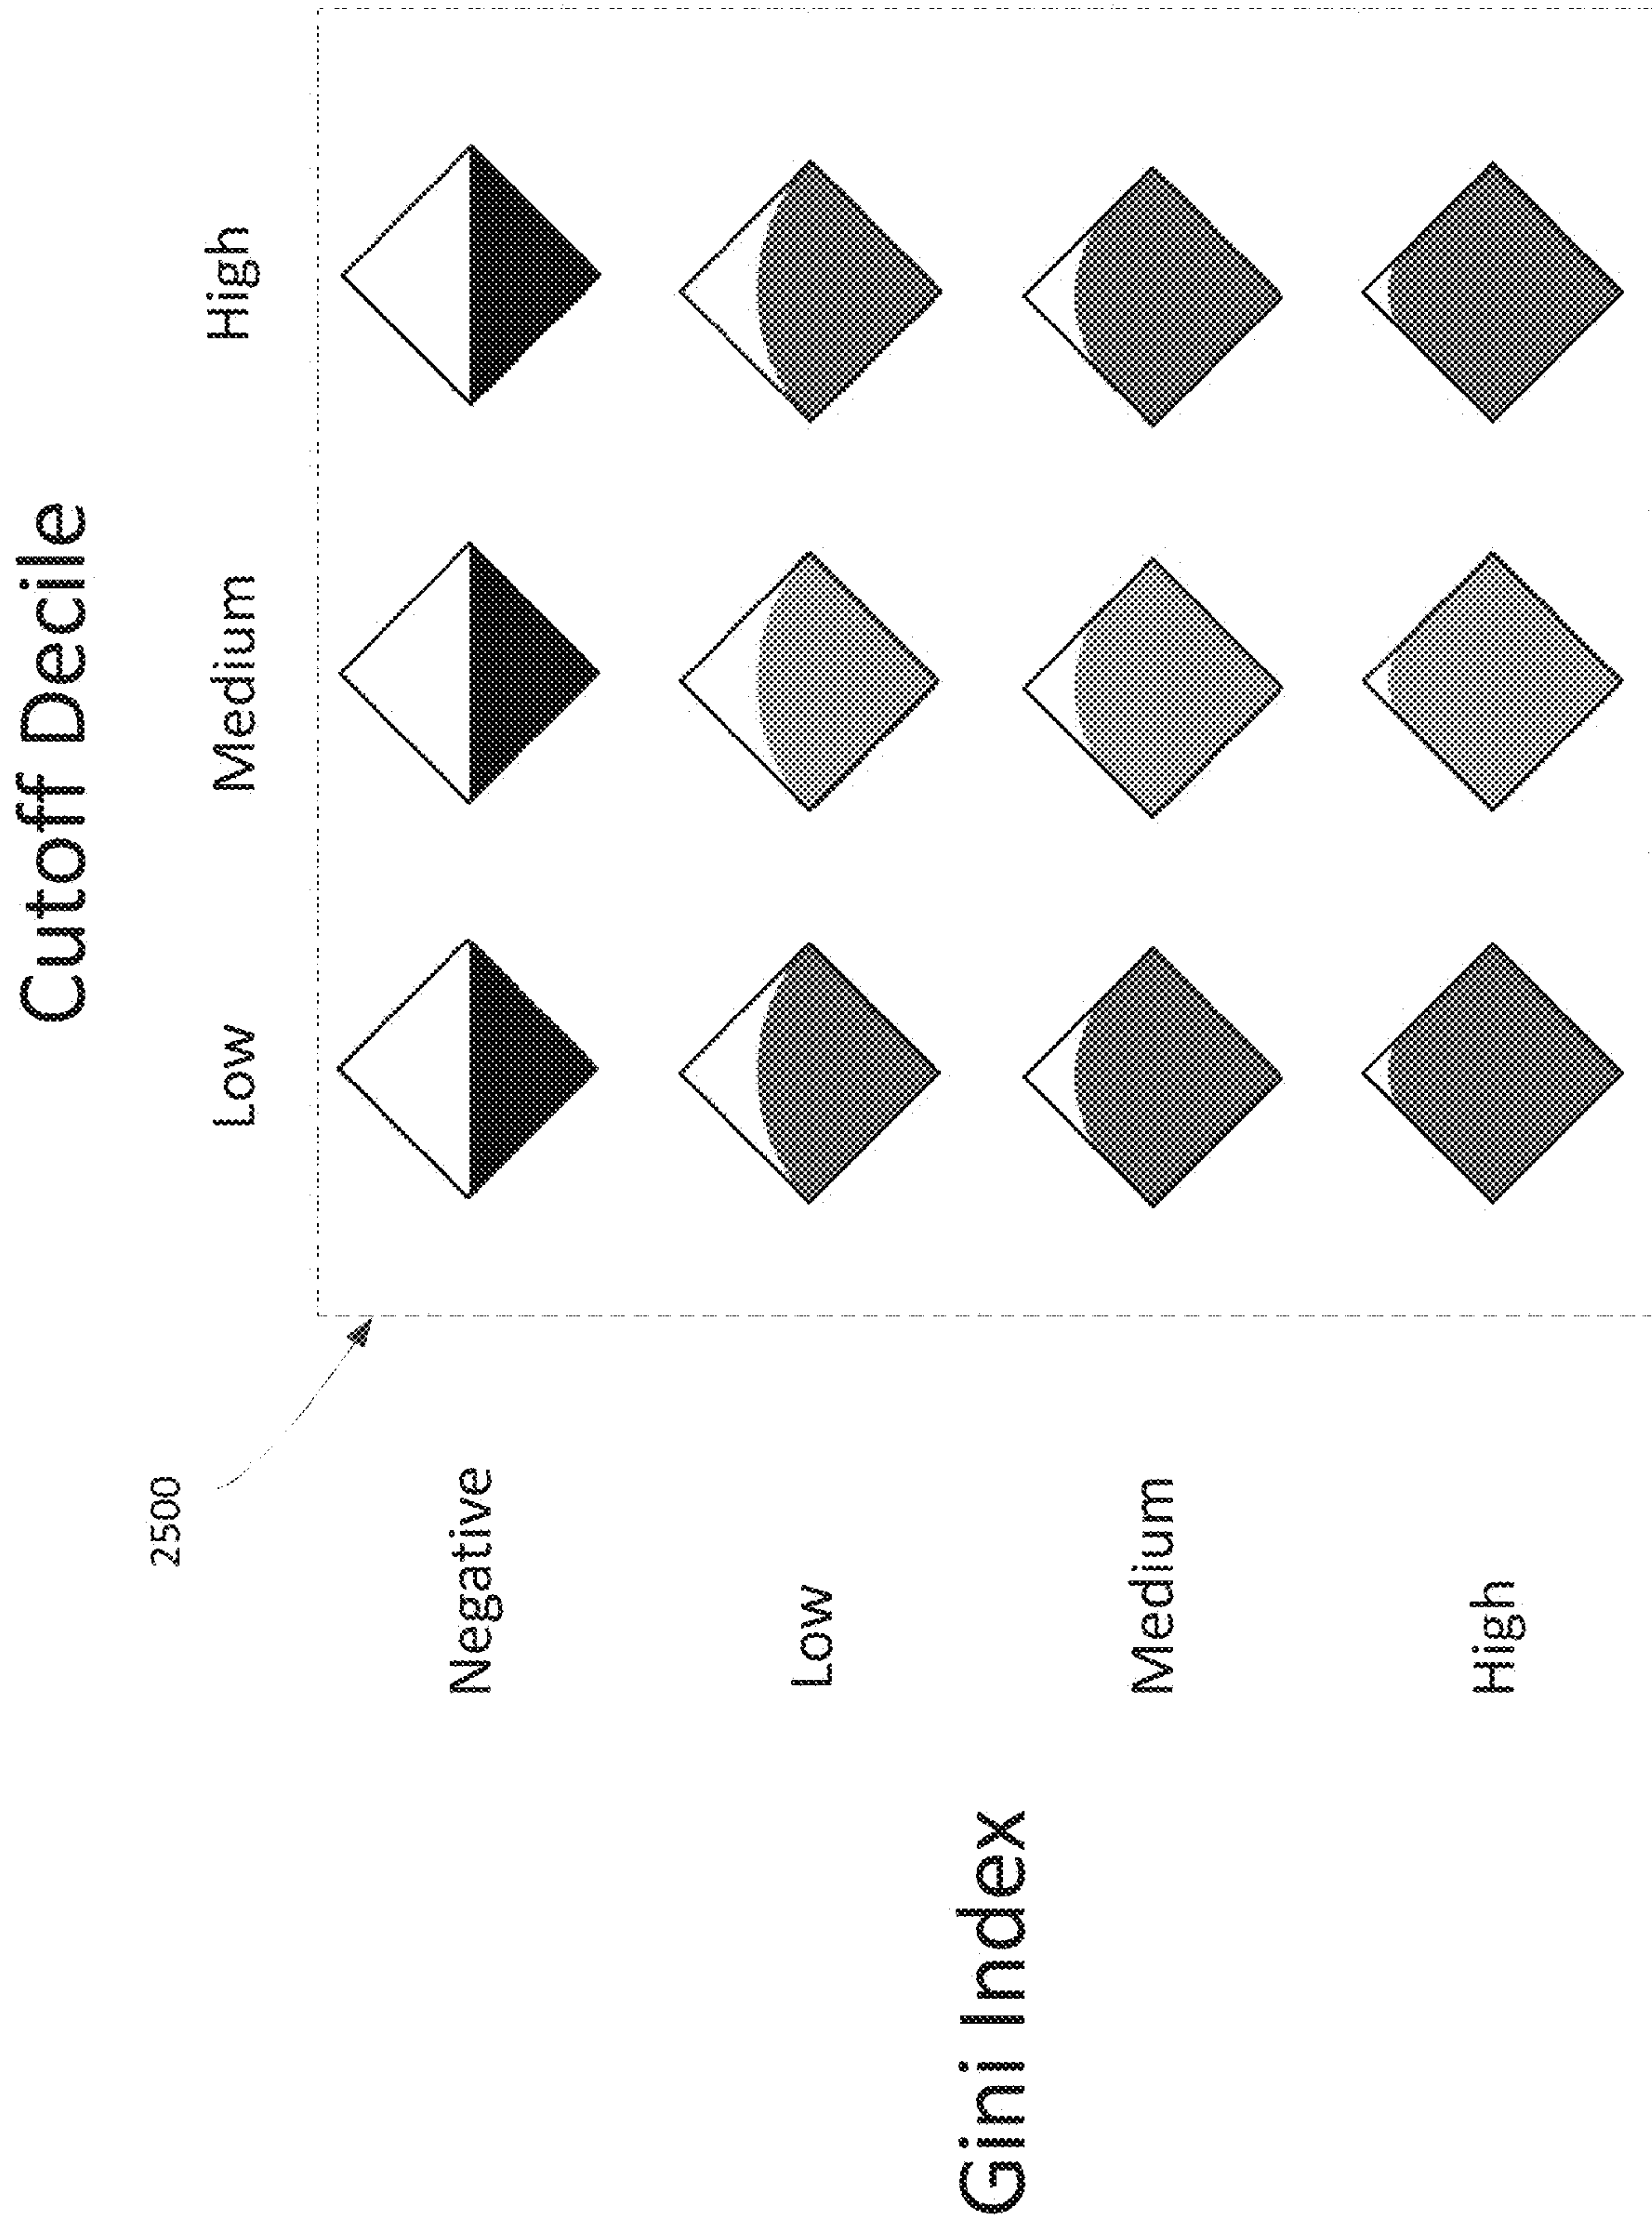 Cutoff Decile
Low
Medium
High
2500
Negative
Low
Medium
High
Gini Index